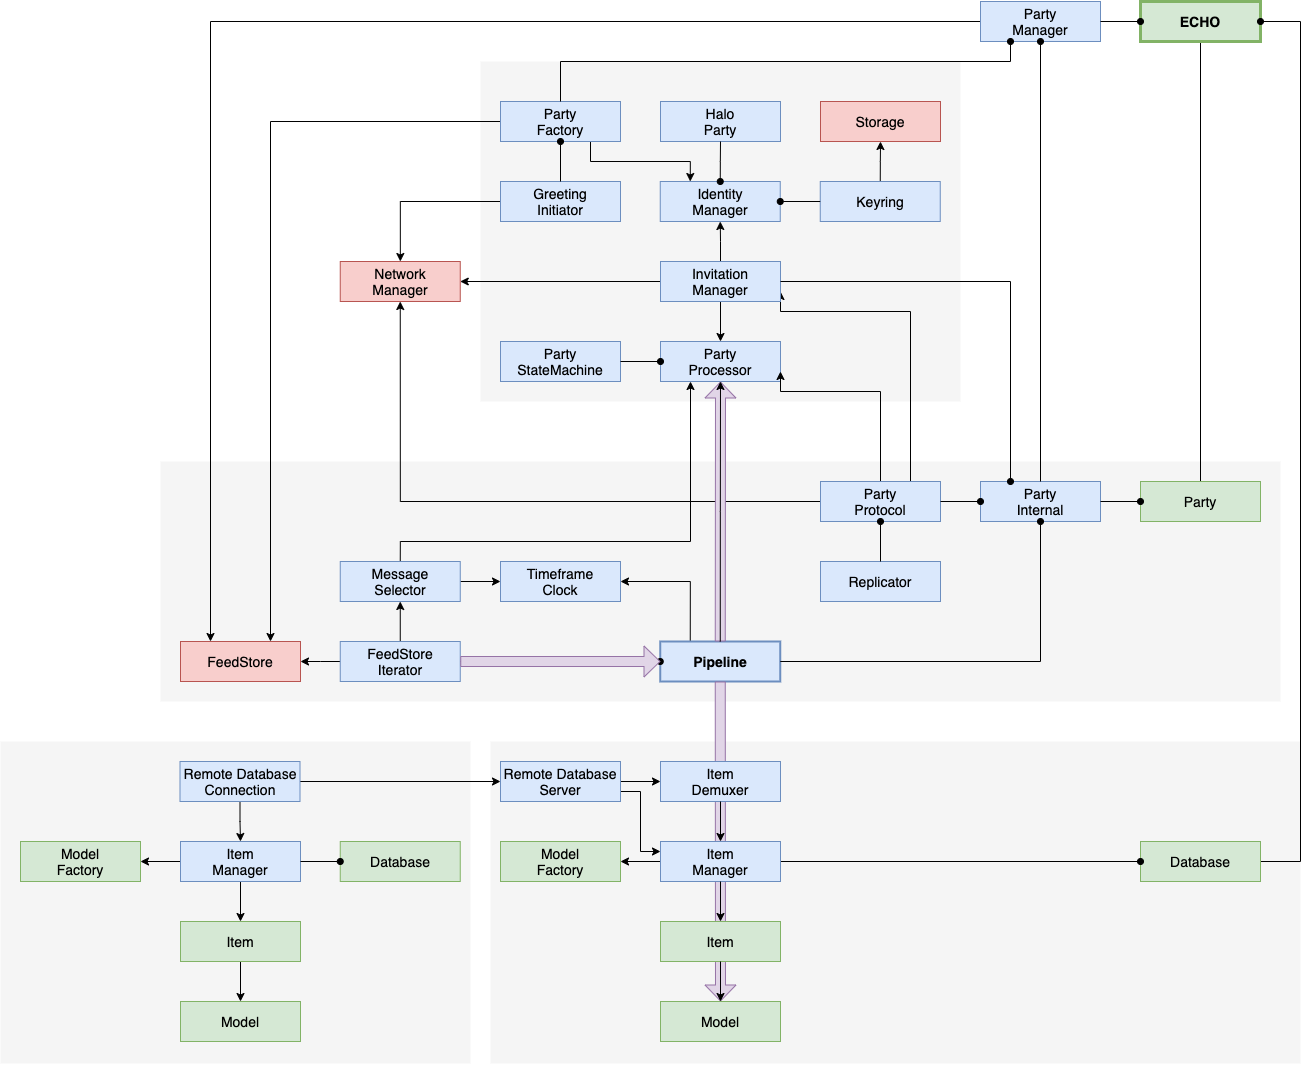 Party
Manager
ECHO
Party
Factory
Halo
Party
Storage
Greeting
Initiator
Identity
Manager
Keyring
Network
Manager
Invitation
Manager
Party
StateMachine
Party
Processor
Party
Protocol
Party
Internal
Party
Message
Selector
Timeframe
Clock
Replicator
FeedStore
FeedStore
Iterator
Pipeline
Remote Database
Connection
Remote Database
Server
Item
Demuxer
Model
Factory
Item
Manager
Database
Model
Factory
Item
Manager
Database
Item
Item
Model
Model